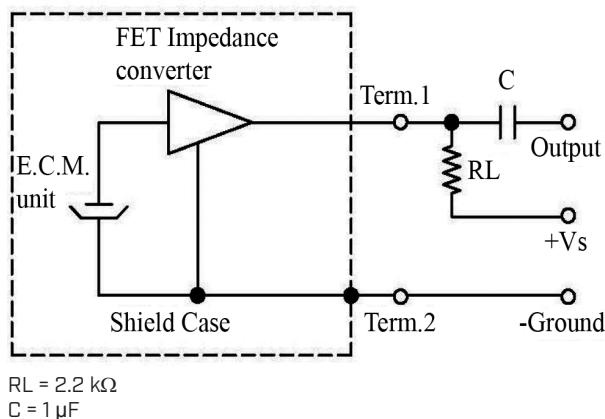 FET Impedance
converter
Term.1
C
Output
RL
E.C.M.
unit
+Vs
Shield Case
Term.2
-Ground
RL = 2.2 kΩ
C = 1 µF